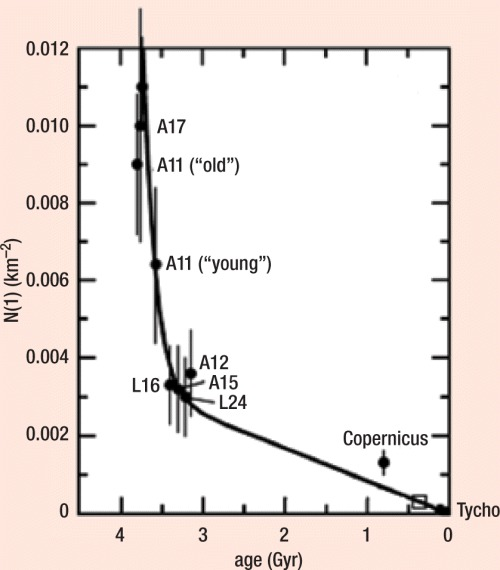 0.012
0.010
0.008
0.006
0.004
0.002
0
N(1) (km⁻²)
A17
A11 (“old”)
A11 (“young”)
A12
L16
A15
L24
Copernicus
Tycho
4
3
2
1
0
age (Gyr)